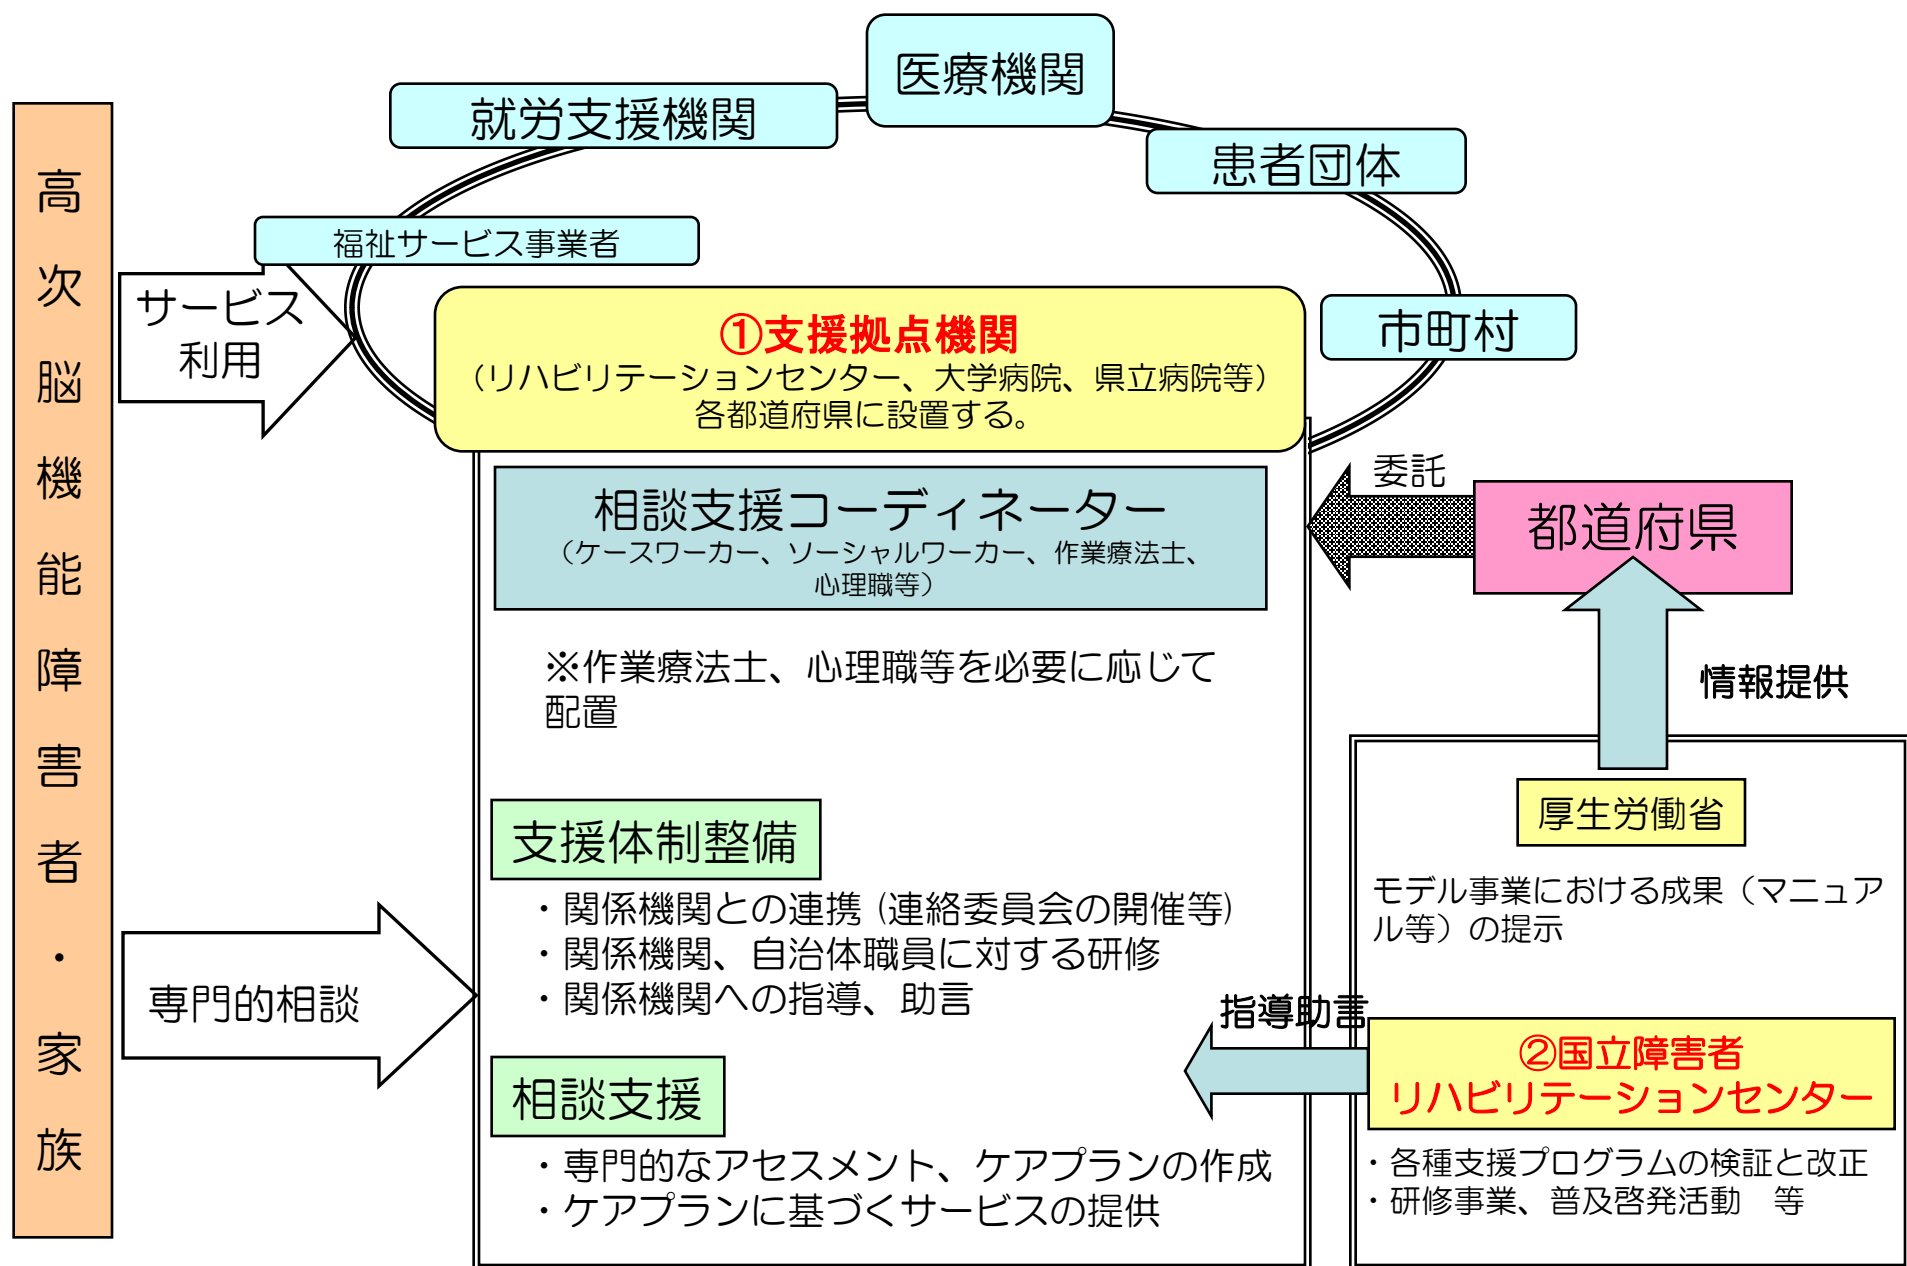 医療機関
就労支援機関
患者団体
福祉サービス事業者
市町村
高次脳機能障害者・家族
サービス
利用
①支援拠点機関
（リハビリテーションセンター、大学病院、県立病院等）
各都道府県に設置する。
相談支援コーディネーター
（ケースワーカー、ソーシャルワーカー、作業療法士、
心理職等）
委託
都道府県
※作業療法士、心理職等を必要に応じて
配置
情報提供
厚生労働省
モデル事業における成果（マニュア
ル等）の提示
支援体制整備
・関係機関との連携（連絡委員会の開催等）
・関係機関、自治体職員に対する研修
・関係機関への指導、助言
専門的相談
指導助言
②国立障害者
リハビリテーションセンター
・各種支援プログラムの検証と改正
・研修事業、普及啓発活動　等
相談支援
・専門的なアセスメント、ケアプランの作成
・ケアプランに基づくサービスの提供